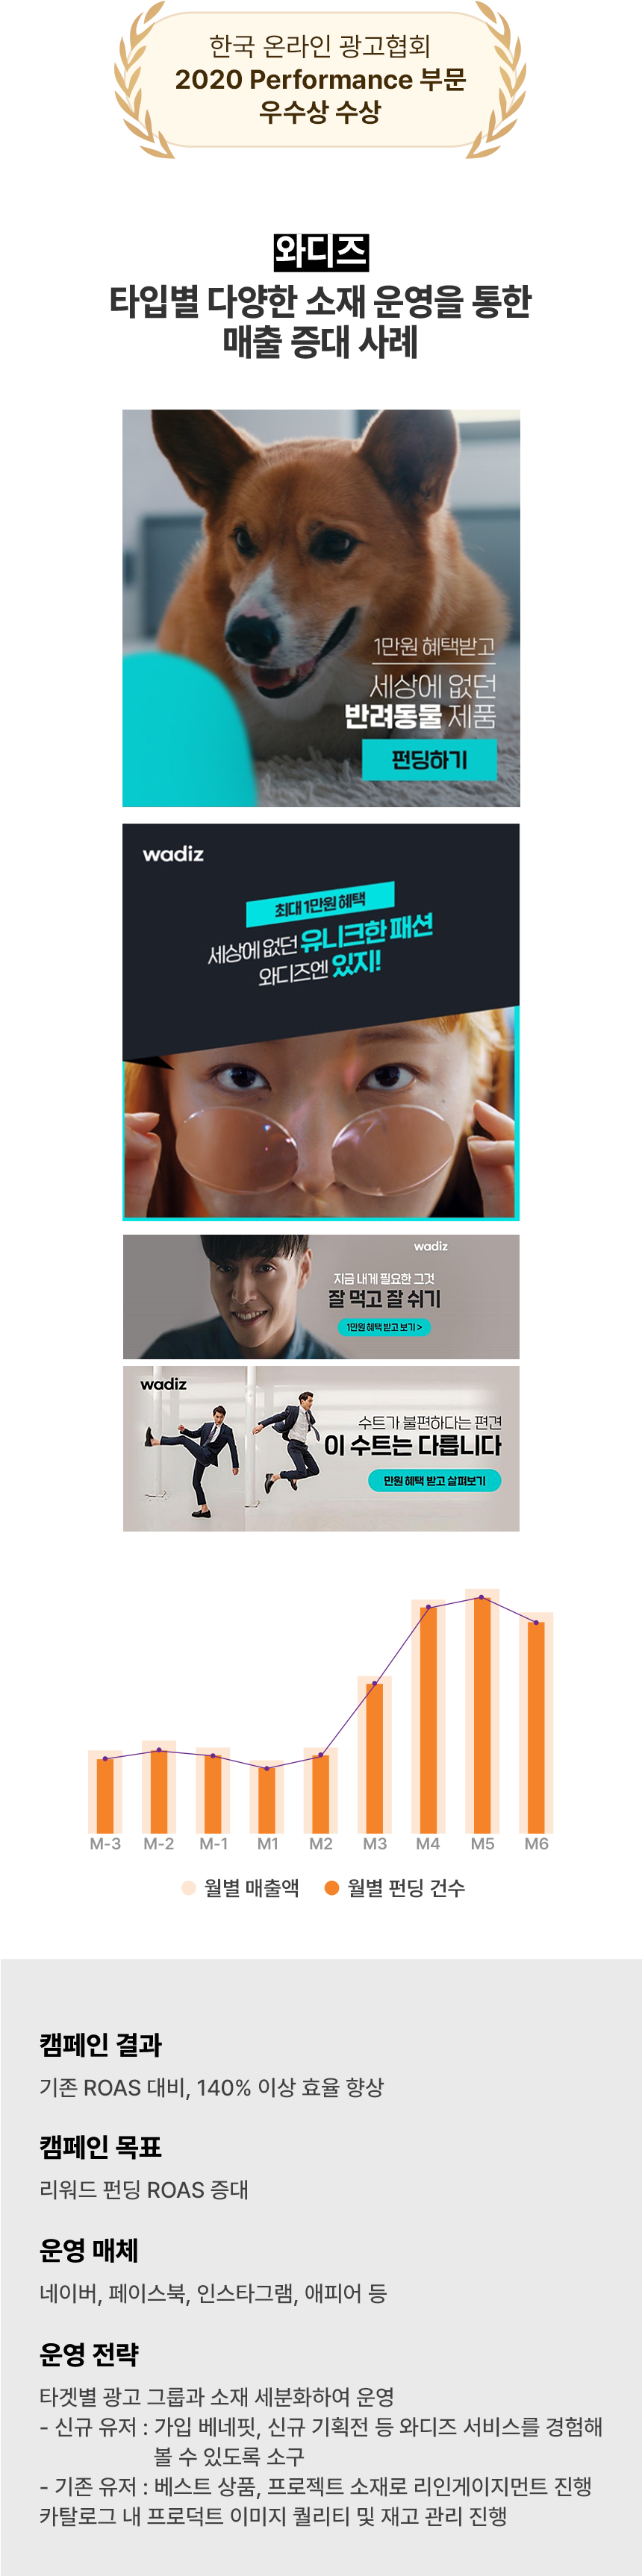 한국 온라인 광고협회
2020 Performance 부문
우수상 수상
와디즈
타입별 다양한 소재 운영을 통한
매출 증대 사례
1만원 혜택받고
세상에 없던
반려동물 제품
펀딩하기
wadiz
최대 1만원 혜택
세상에 없던 유니크한 패션
와디즈엔 있지!
wadiz
지금 내게 필요한 그것
잘 먹고 잘 쉬기
1만원 혜택 받고 보기 >
wadiz
수트가 불편하다는 편견
이 수트는 다릅니다
만원 혜택 받고 살펴보기
M-3 M-2 M-1 M1 M2 M3 M4 M5 M6
월별 매출액 월별 펀딩 건수
캠페인 결과
기존 ROAS 대비, 140% 이상 효율 향상
캠페인 목표
리워드 펀딩 ROAS 증대
운영 매체
네이버, 페이스북, 인스타그램, 애피어 등
운영 전략
타겟별 광고 그룹과 소재 세분화하여 운영
- 신규 유저 : 가입 베네핏, 신규 기획전 등 와디즈 서비스를 경험해
볼 수 있도록 소구
- 기존 유저 : 베스트 상품, 프로젝트 소재로 리인게이지먼트 진행
카탈로그 내 프로덕트 이미지 퀄리티 및 재고 관리 진행